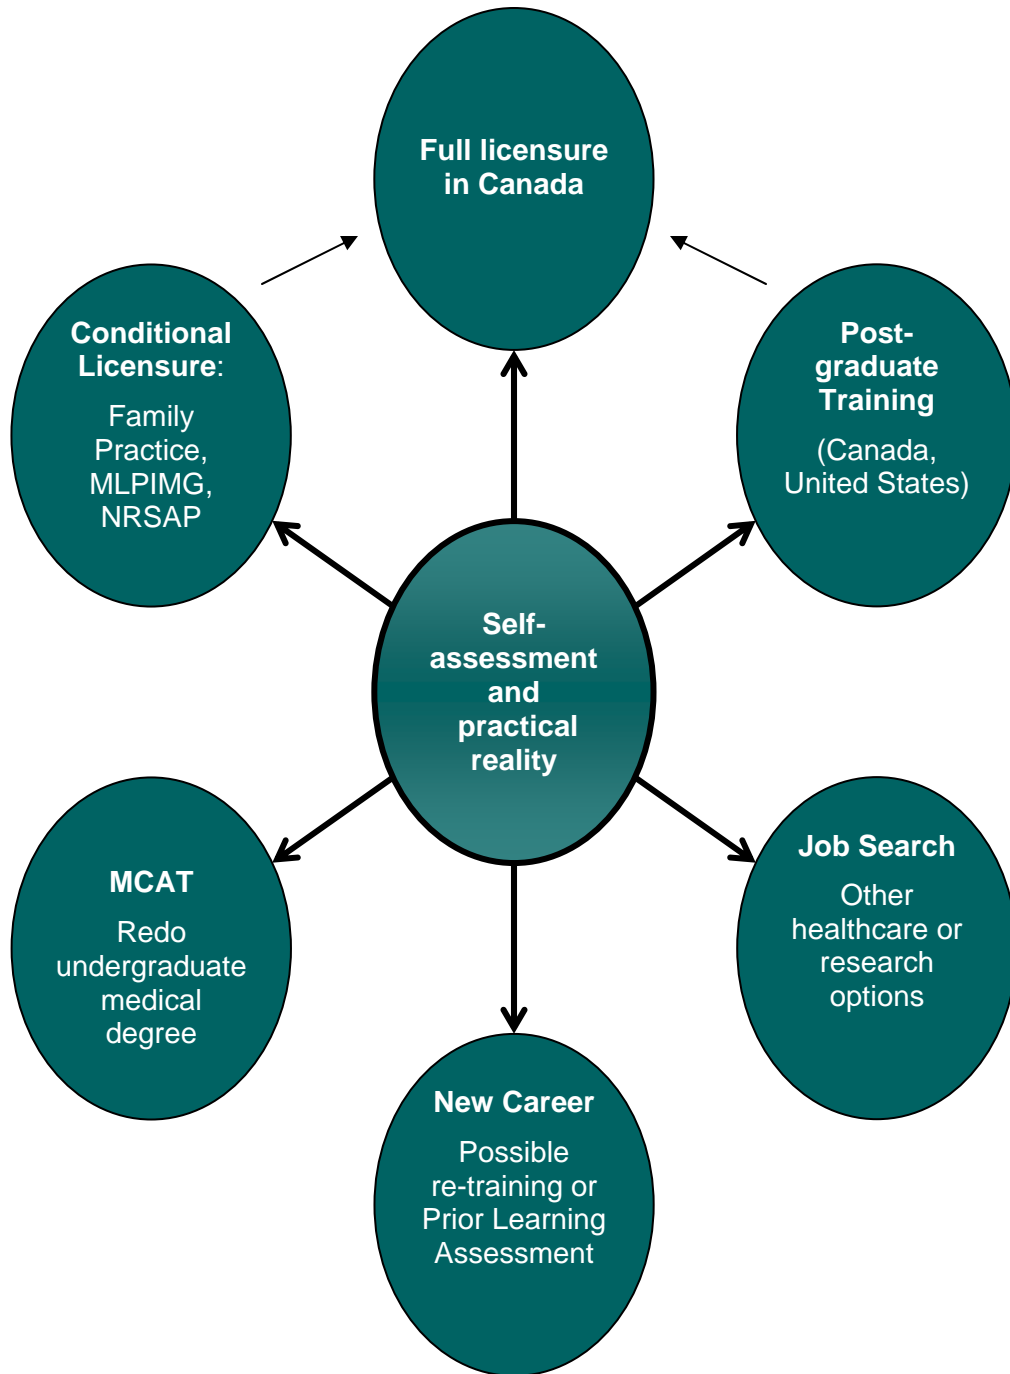 Full licensure
in Canada
Conditional
Licensure:
Family
Practice,
MLPIMG,
NRSAP
Post-
graduate
Training
(Canada,
United States)
Self-
assessment
and
practical
reality
MCAT
Redo
undergraduate
medical
degree
Job Search
Other
healthcare or
research
options
New Career
Possible
re-training or
Prior Learning
Assessment